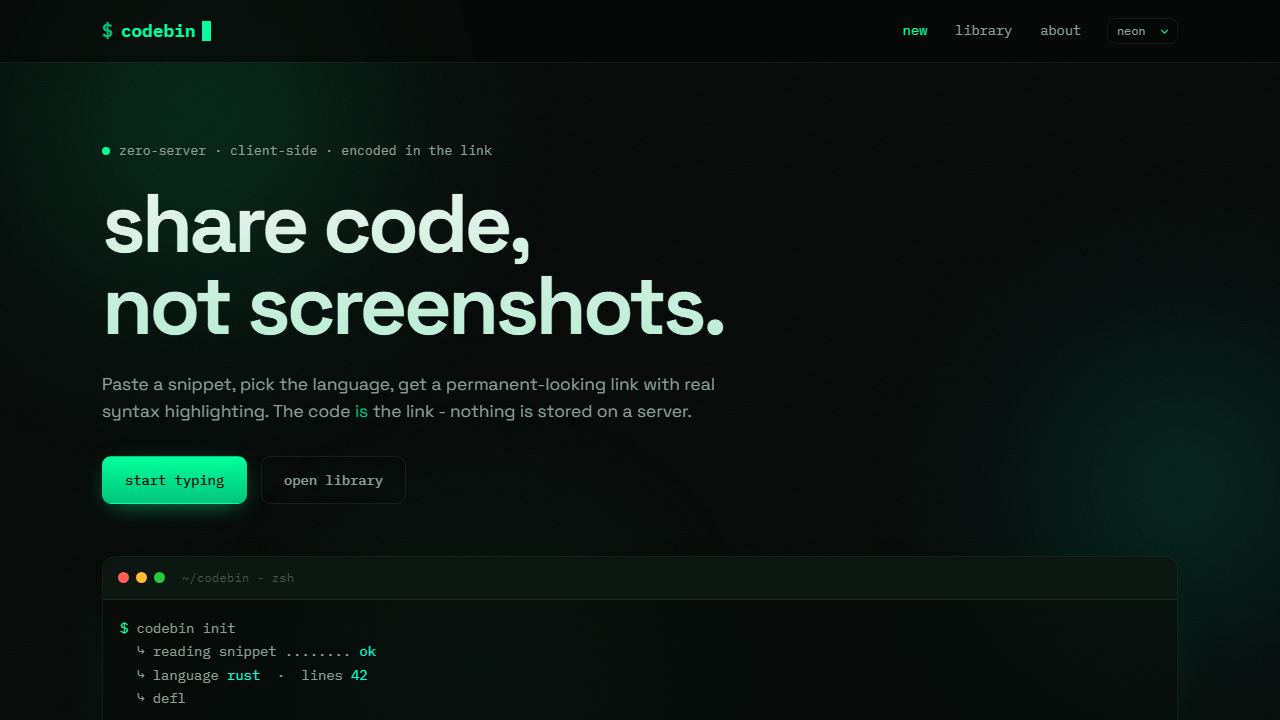 $ codebin
new library about neon
zero-server · client-side · encoded in the link
share code,
not screenshots.
Paste a snippet, pick the language, get a permanent-looking link with real
syntax highlighting. The code is the link - nothing is stored on a server.
start typing open library
~/codebin - zsh
$ codebin init
↳ reading snippet ........ ok
↳ language rust · lines 42
↳ defl